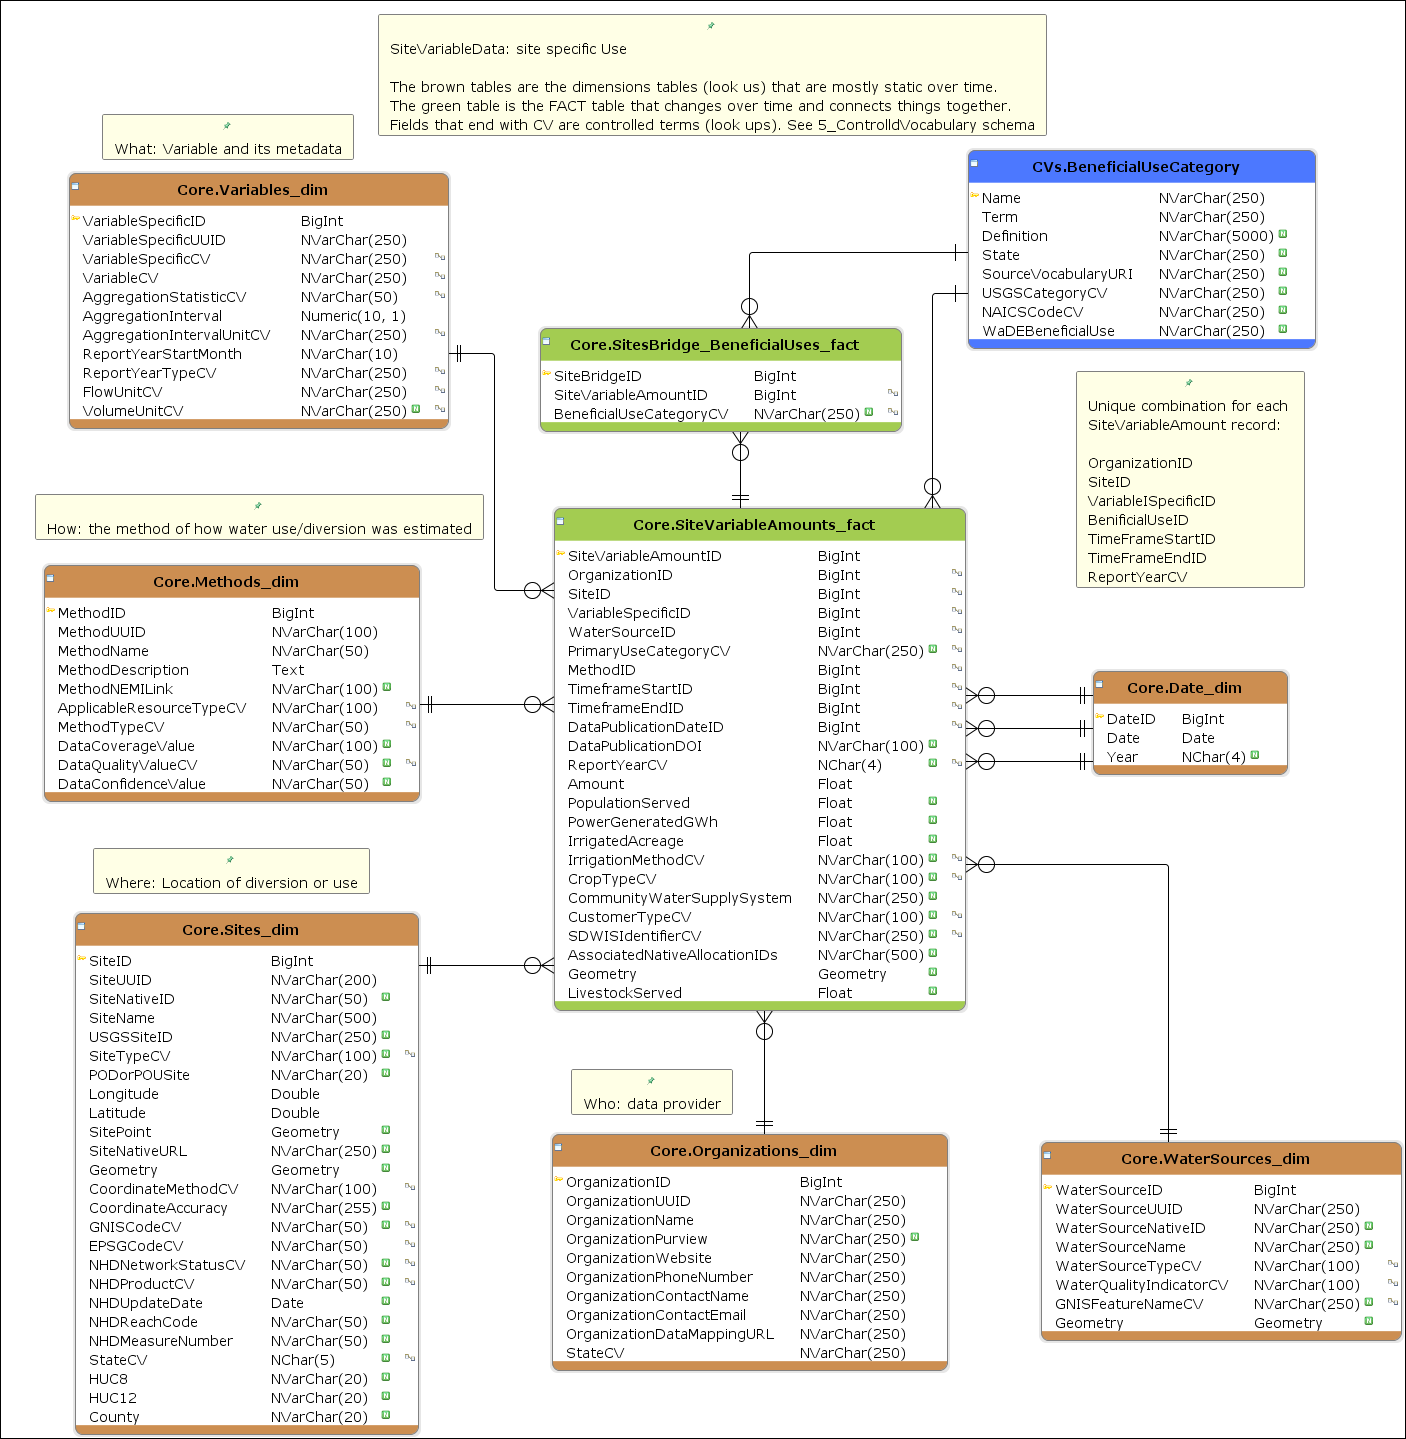 SiteVariableData: site specific Use
The brown tables are the dimensions tables (look us) that are mostly static over time.
The green table is the FACT table that changes over time and connects things together.
Fields that end with CV are controlled terms (look ups). See 5_ControlldVocabulary schema
What: Variable and its metadata
Core.Variables_dim
VariableSpecificID BigInt
VariableSpecificUUID NVarChar(250)
VariableSpecificCV NVarChar(250)
VariableCV NVarChar(250)
AggregationStatisticCV NVarChar(50)
AggregationInterval Numeric(10, 1)
AggregationIntervalUnitCV NVarChar(250)
ReportYearStartMonth NVarChar(10)
ReportYearTypeCV NVarChar(250)
FlowUnitCV NVarChar(250)
VolumeUnitCV NVarChar(250) N
CVs.BeneficialUseCategory
Name NVarChar(250)
Term NVarChar(250)
Definition NVarChar(5000) N
State NVarChar(250) N
SourceVocabularyURI NVarChar(250) N
USGSCategoryCV NVarChar(250) N
NAICSCodeCV NVarChar(250) N
WaDEBeneficialUse NVarChar(250) N
Core.SitesBridge_BeneficialUses_fact
SiteBridgeID BigInt
SiteVariableAmountID BigInt
BeneficialUseCategoryCV NVarChar(250) N
Unique combination for each
SiteVariableAmount record:
OrganizationID
SiteID
VariableISpecificID
BenificialUseID
TimeFrameStartID
TimeFrameEndID
ReportYearCV
How: the method of how water use/diversion was estimated
Core.Methods_dim
MethodID BigInt
MethodUUID NVarChar(100)
MethodName NVarChar(50)
MethodDescription Text
MethodNEMILink NVarChar(100) N
ApplicableResourceTypeCV NVarChar(100)
MethodTypeCV NVarChar(50)
DataCoverageValue NVarChar(100) N
DataQualityValueCV NVarChar(50) N
DataConfidenceValue NVarChar(50) N
Core.SiteVariableAmounts_fact
SiteVariableAmountID BigInt
OrganizationID BigInt
SiteID BigInt
VariableSpecificID BigInt
WaterSourceID BigInt
PrimaryUseCategoryCV NVarChar(250) N
MethodID BigInt
TimeframeStartID BigInt
TimeframeEndID BigInt
DataPublicationDateID BigInt
DataPublicationDOI NVarChar(100) N
ReportYearCV NChar(4) N
Amount Float
PopulationServed Float N
PowerGeneratedGWh Float N
IrrigatedAcreage Float N
IrrigationMethodCV NVarChar(100) N
CropTypeCV NVarChar(100) N
CommunityWaterSupplySystem NVarChar(250) N
CustomerTypeCV NVarChar(100) N
SDWISIdentifierCV NVarChar(250) N
AssociatedNativeAllocationIDs NVarChar(500) N
Geometry Geometry N
LivestockServed Float N
Core.Date_dim
DateID BigInt
Date Date
Year NChar(4) N
Where: Location of diversion or use
Core.Sites_dim
SiteID BigInt
SiteUUID NVarChar(200)
SiteNativeID NVarChar(50) N
SiteName NVarChar(500)
USGSSiteID NVarChar(250) N
SiteTypeCV NVarChar(100) N
PODorPOUSite NVarChar(20) N
Longitude Double
Latitude Double
SitePoint Geometry N
SiteNativeURL NVarChar(250) N
Geometry Geometry N
CoordinateMethodCV NVarChar(100)
CoordinateAccuracy NVarChar(255) N
GNISCodeCV NVarChar(50) N
EPSGCodeCV NVarChar(50)
NHDNetworkStatusCV NVarChar(50) N
NHDProductCV NVarChar(50) N
NHDUpdateDate Date N
NHDReachCode NVarChar(50) N
NHDMeasureNumber NVarChar(50) N
StateCV NChar(5) N
HUC8 NVarChar(20) N
HUC12 NVarChar(20) N
County NVarChar(20) N
Who: data provider
Core.Organizations_dim
OrganizationID BigInt
OrganizationUUID NVarChar(250)
OrganizationName NVarChar(250)
OrganizationPurview NVarChar(250) N
OrganizationWebsite NVarChar(250)
OrganizationPhoneNumber NVarChar(250)
OrganizationContactName NVarChar(250)
OrganizationContactEmail NVarChar(250)
OrganizationDataMappingURL NVarChar(250)
StateCV NVarChar(250)
Core.WaterSources_dim
WaterSourceID BigInt
WaterSourceUUID NVarChar(250)
WaterSourceNativeID NVarChar(250) N
WaterSourceName NVarChar(250) N
WaterSourceTypeCV NVarChar(100)
WaterQualityIndicatorCV NVarChar(100)
GNISFeatureNameCV NVarChar(250) N
Geometry Geometry N